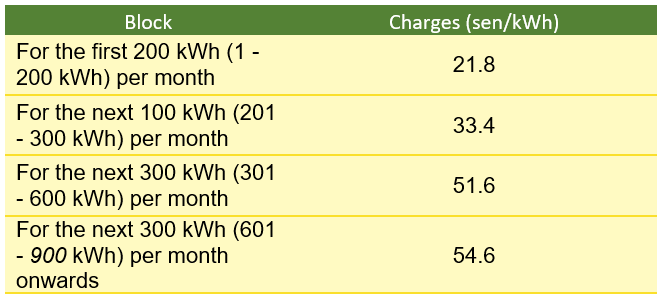 Block Charges (sen/kWh)
For the first 200 kWh (1 -
200 kWh) per month
21.8
For the next 100 kWh (201
- 300 kWh) per month
33.4
For the next 300 kWh (301
- 600 kWh) per month
51.6
For the next 300 kWh (601
- 900 kWh) per month
onwards
54.6